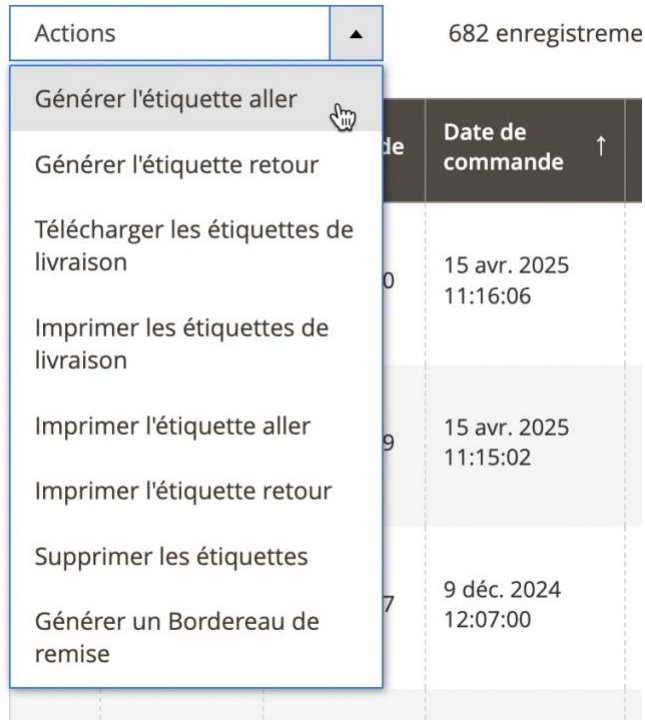 Actions
682 enregistreme
Générer l'étiquette aller
Générer l'étiquette retour
Télécharger les étiquettes de
livraison
Imprimer les étiquettes de
livraison
Imprimer l'étiquette aller
Imprimer l'étiquette retour
Supprimer les étiquettes
Générer un Bordereau de
remise
de
Date de
commande ↑
0
15 avr. 2025
11:16:06
9
15 avr. 2025
11:15:02
7
9 déc. 2024
12:07:00